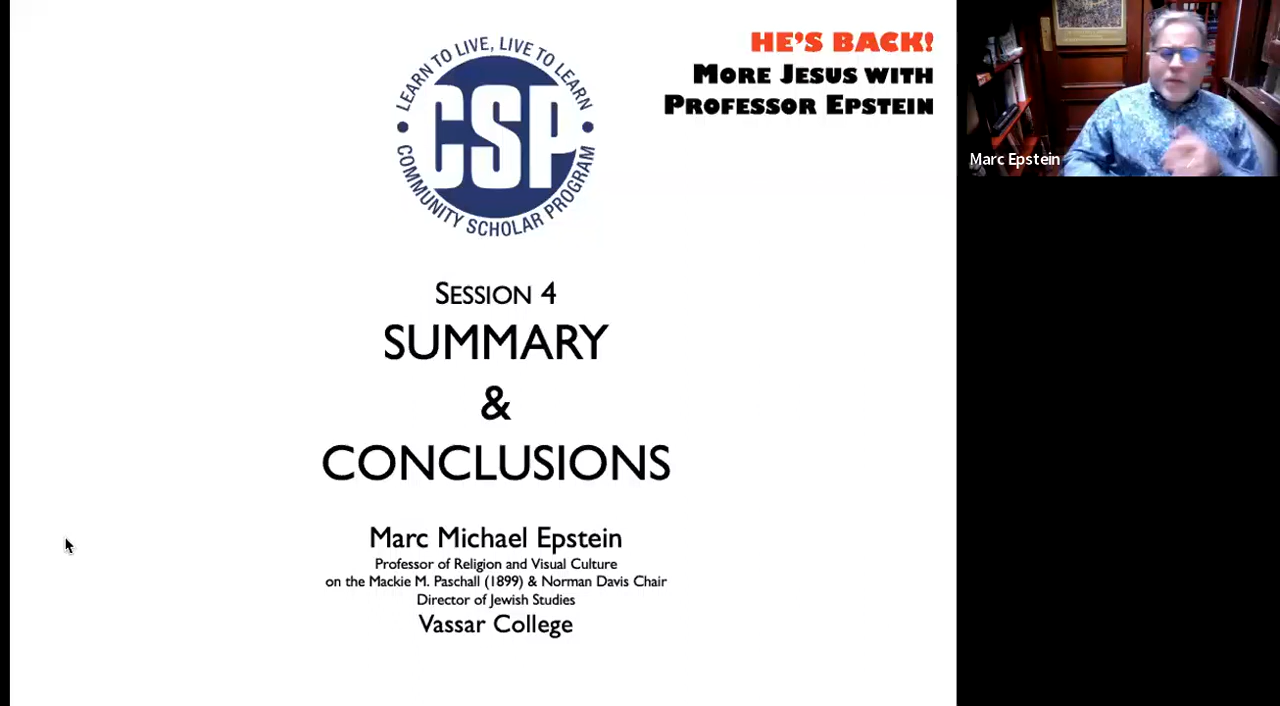 LEARN TO LIVE, LIVE TO LEARN
CSP
COMMUNITY SCHOLAR PROGRAM
HE'S BACK!
MORE JESUS WITH
PROFESSOR EPSTEIN
Marc Epstein
SESSION 4
SUMMARY
&
CONCLUSIONS
Marc Michael Epstein
Professor of Religion and Visual Culture
on the Mackie M. Paschall (1899) & Norman Davis Chair
Director of Jewish Studies
Vassar College